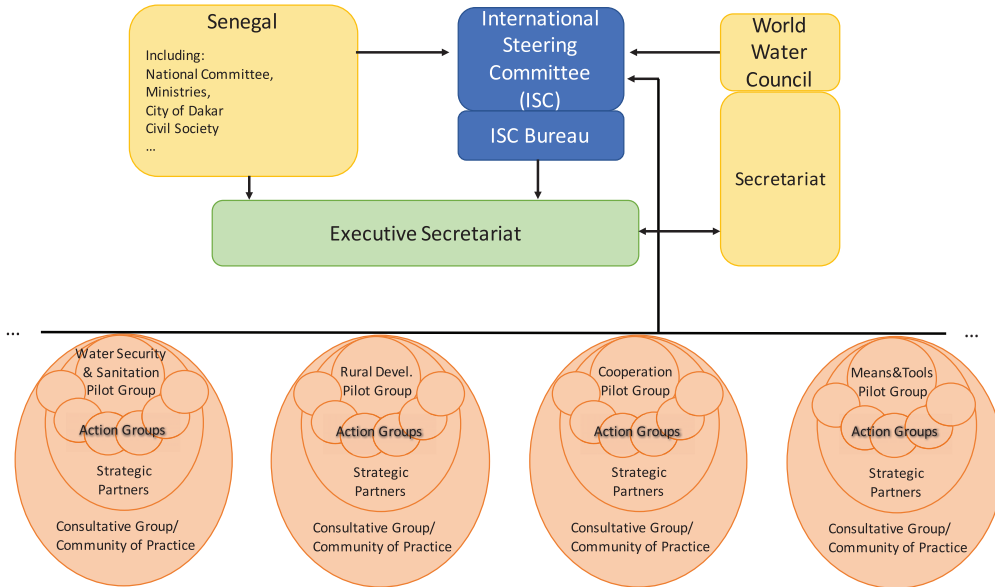 Senegal
Including:
National Committee,
Ministries,
City of Dakar
Civil Society
...
International
Steering
Committee
(ISC)
ISC Bureau
World
Water
Council
Secretariat
Executive Secretariat
...
...
Water Security
& Sanitation
Pilot Group
Action Groups
Strategic
Partners
Consultative Group/
Community of Practice
Rural Devel.
Pilot Group
Action Groups
Strategic
Partners
Consultative Group/
Community of Practice
Cooperation
Pilot Group
Action Groups
Strategic
Partners
Consultative Group/
Community of Practice
Means&Tools
Pilot Group
Action Groups
Strategic
Partners
Consultative Group/
Community of Practice